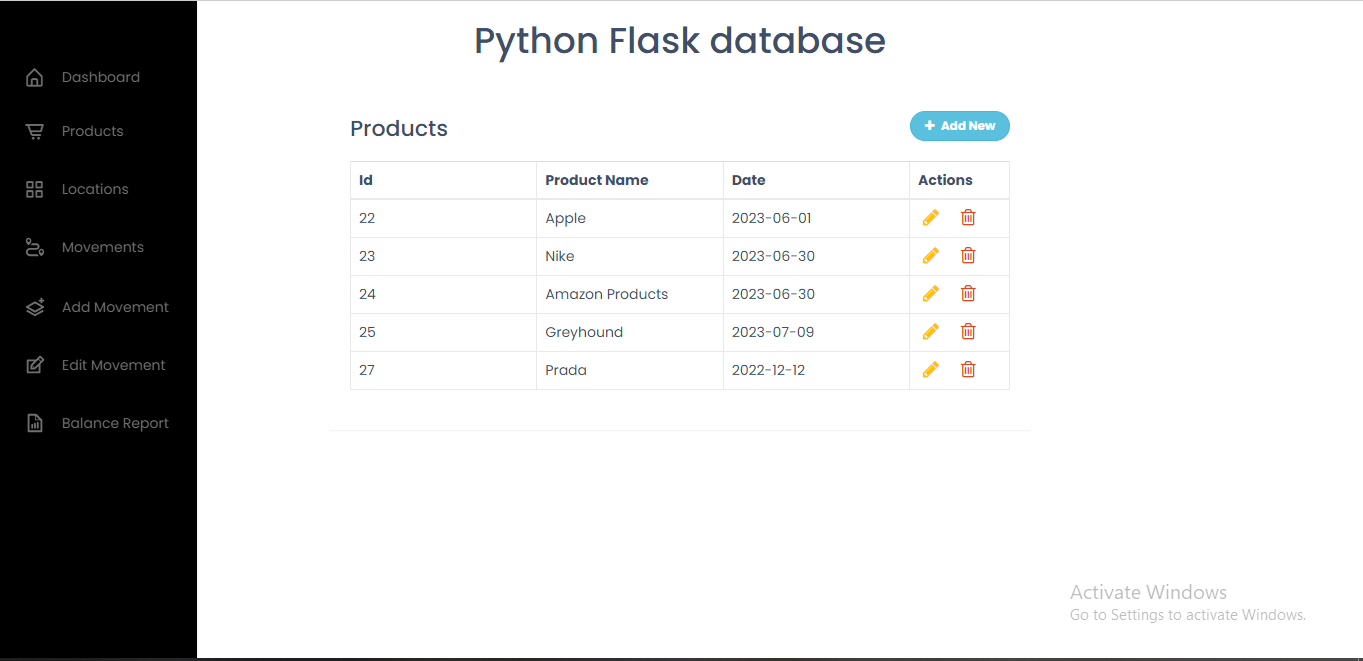 Python Flask database
Dashboard
Products
Locations
Movements
Add Movement
Edit Movement
Balance Report
Products
Add New
Id Product Name Date Actions
22 Apple 2023-06-01
23 Nike 2023-06-30
24 Amazon Products 2023-06-30
25 Greyhound 2023-07-09
27 Prada 2022-12-12
Activate Windows
Go to Settings to activate Windows.